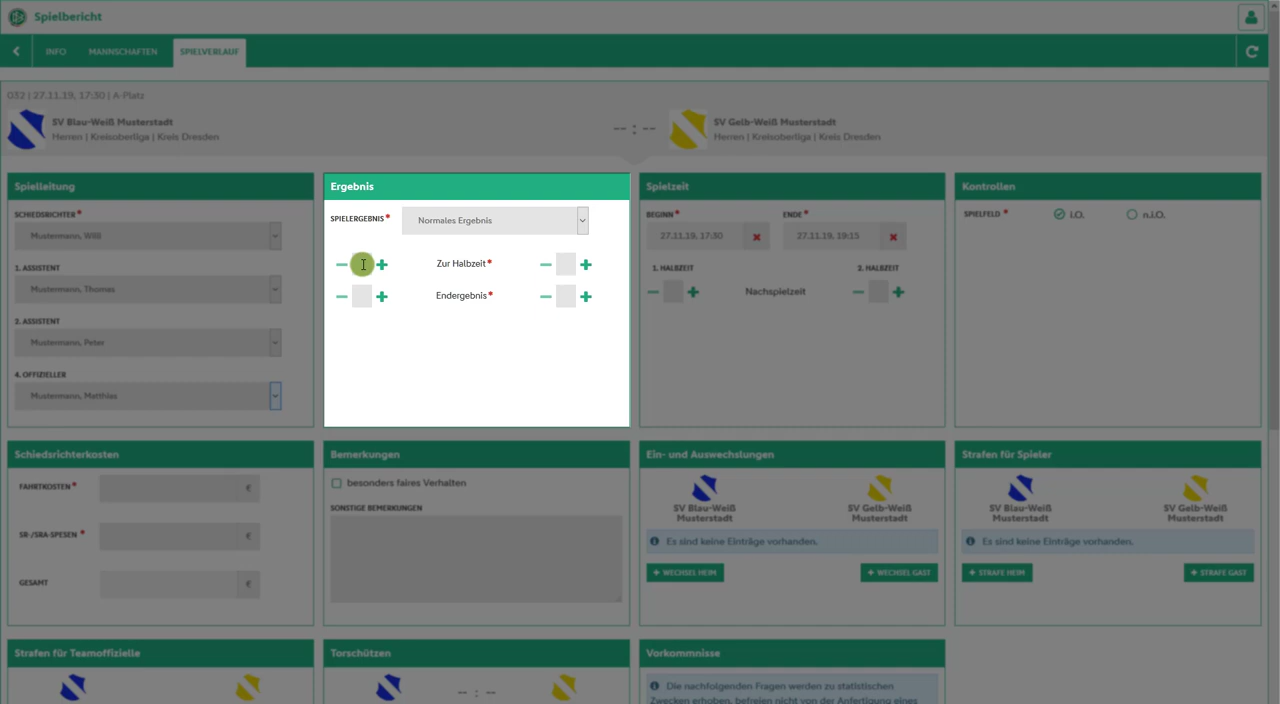 Spielbericht
INFO MANNSCHAFTEN SPIELVERLAUF
032 | 27.11.19, 17:30 | A-Platz
SV Blau-Weiß Musterstadt
Herren | Kreisoberliga | Kreis Dresden
-- : --
SV Gelb-Weiß Musterstadt
Herren | Kreisoberliga | Kreis Dresden
Spielleitung
SCHIEDSRICHTER*
Mustermann, Willi
1. ASSISTENT
Mustermann, Thomas
2. ASSISTENT
Mustermann, Peter
4. OFFIZIELLER
Mustermann, Matthias
Ergebnis
SPIELERGEBNIS* Normales Ergebnis
Zur Halbzeit*
Endergebnis*
Spielzeit
BEGINN* ENDE*
27.11.19, 17:30 27.11.19, 19:15
1. HALBZEIT 2. HALBZEIT
Nachspielzeit
Kontrollen
SPIELFELD * i.O. n.i.O.
Schiedsrichterkosten
FAHRTKOSTEN* €
SR-/SRA-SPESEN * €
GESAMT €
Bemerkungen
besonders faires Verhalten
SONSTIGE BEMERKUNGEN
Ein- und Auswechslungen
SV Blau-Weiß
Musterstadt
SV Gelb-Weiß
Musterstadt
Es sind keine Einträge vorhanden.
+ WECHSEL HEIM + WECHSEL GAST
Strafen für Spieler
SV Blau-Weiß
Musterstadt
SV Gelb-Weiß
Musterstadt
Es sind keine Einträge vorhanden.
+ STRAFE HEIM + STRAFE GAST
Strafen für Teamoffizielle
Torschützen
-- : --
Vorkommnisse
Die nachfolgenden Fragen werden zu statistischen
Zwecken erhoben, befreien nicht von der Anfertigung eines